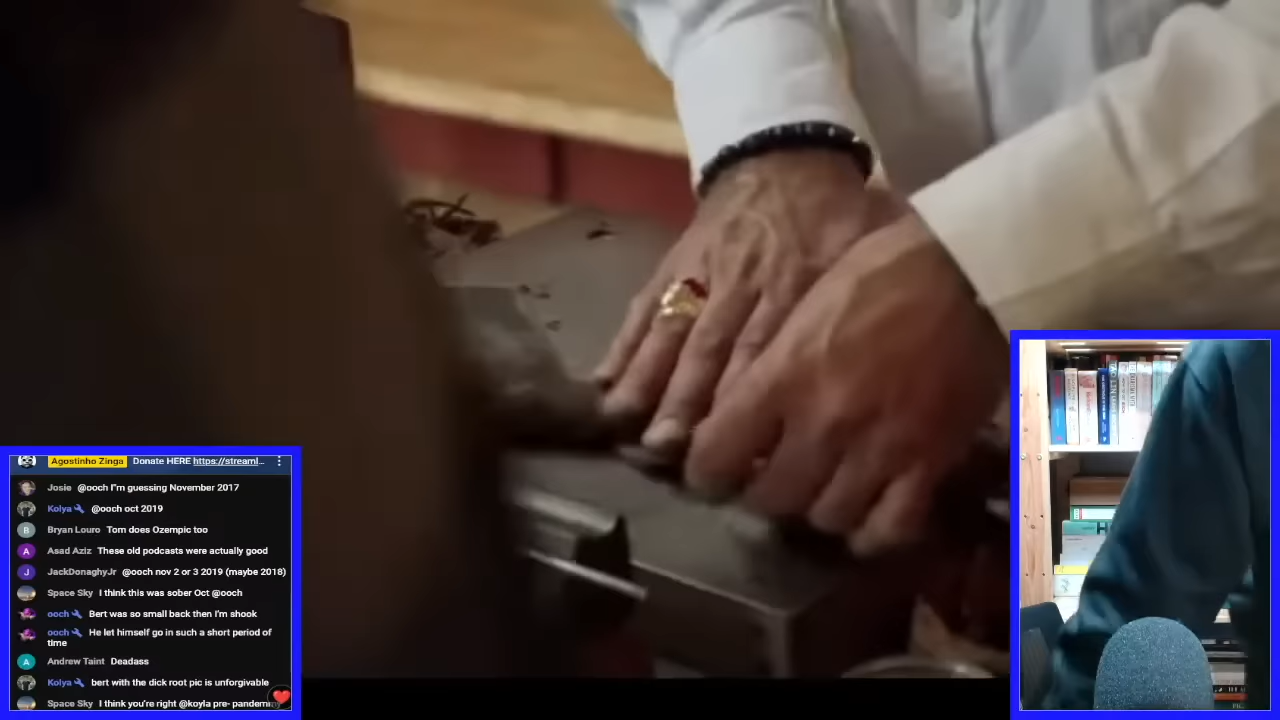 Agostinho Zinga Donate HERE https://streaml...
Josie @ooch I"m guessing November 2017
Kolya @ooch oct 2019
B Bryan Louro Tom does Ozempic too
A Asad Aziz These old podcasts were actually good
J JackDonaghyJr @ooch nov 2 or 3 2019 (maybe 2018)
Space Sky I think this was sober Oct @ooch
ooch Bert was so small back then I'm shook
ooch He let himself go in such a short period of
time
A Andrew Taint Deadass
Kolya bert with the dick root pic is unforgivable
Space Sky I think you're right @koyla pre- pandemi